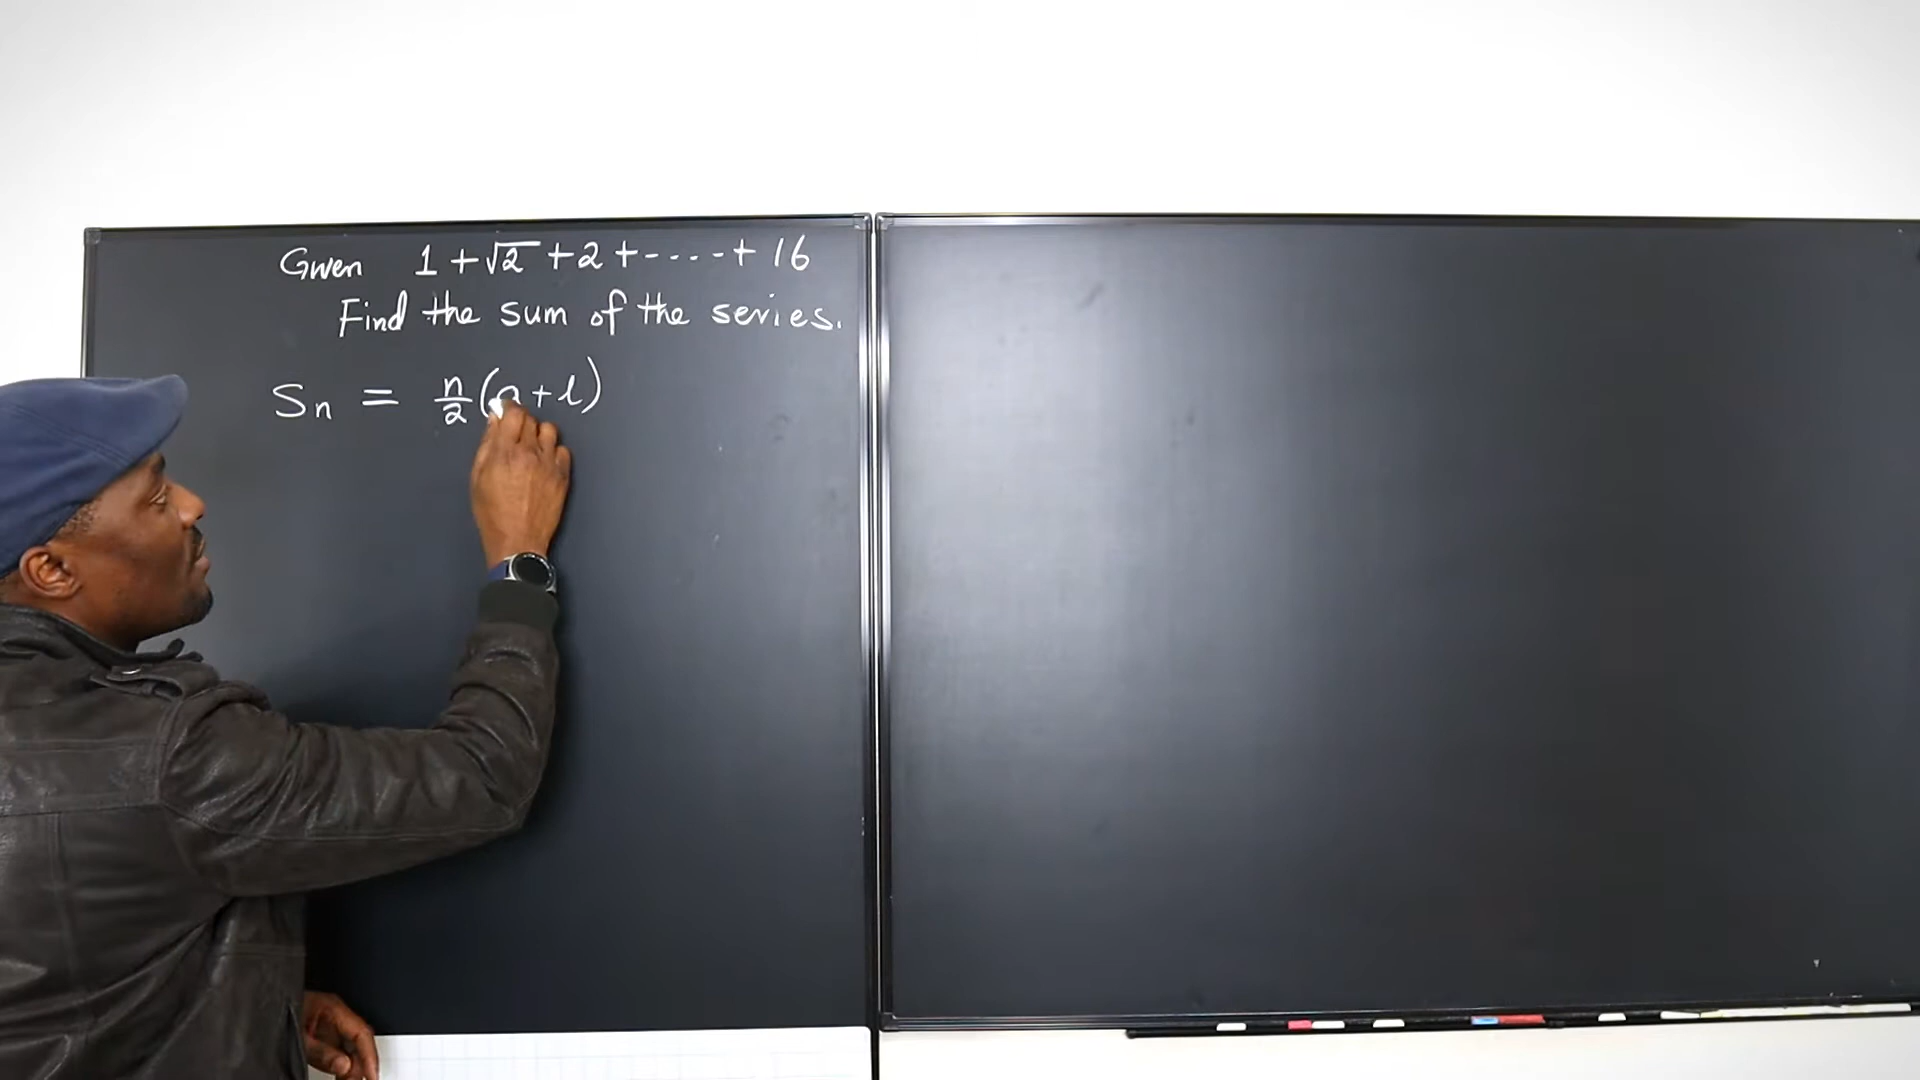 Given 1 + √2 + 2 + ---- + 16
Find the sum of the series.
Sn = n/2 (a + l)